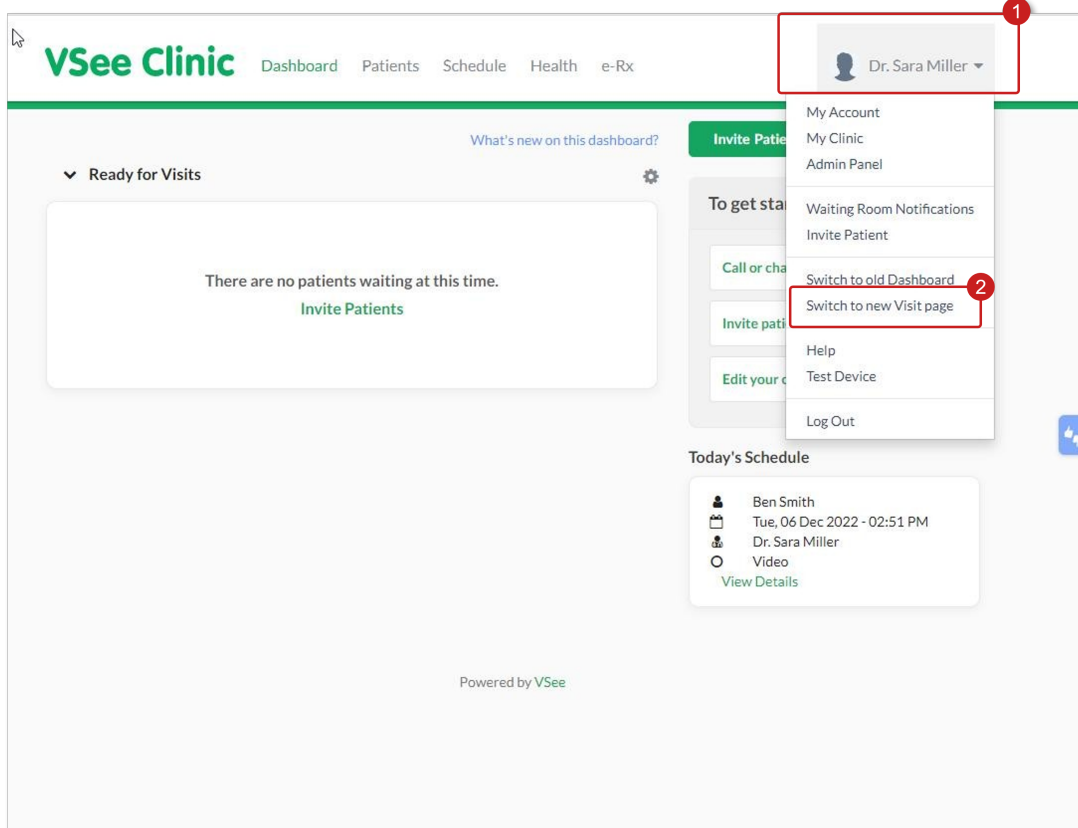 1
VSee Clinic Dashboard Patients Schedule Health e-Rx Dr. Sara Miller
My Account
My Clinic
Admin Panel
Waiting Room Notifications
Invite Patient
Switch to old Dashboard
2
Switch to new Visit page
Help
Test Device
Log Out
What's new on this dashboard?
Ready for Visits
There are no patients waiting at this time.
Invite Patients
Invite Patie
To get sta
Call or cha
Invite pati
Edit your c
Today's Schedule
Ben Smith
Tue, 06 Dec 2022 - 02:51 PM
Dr. Sara Miller
Video
View Details
Powered by VSee